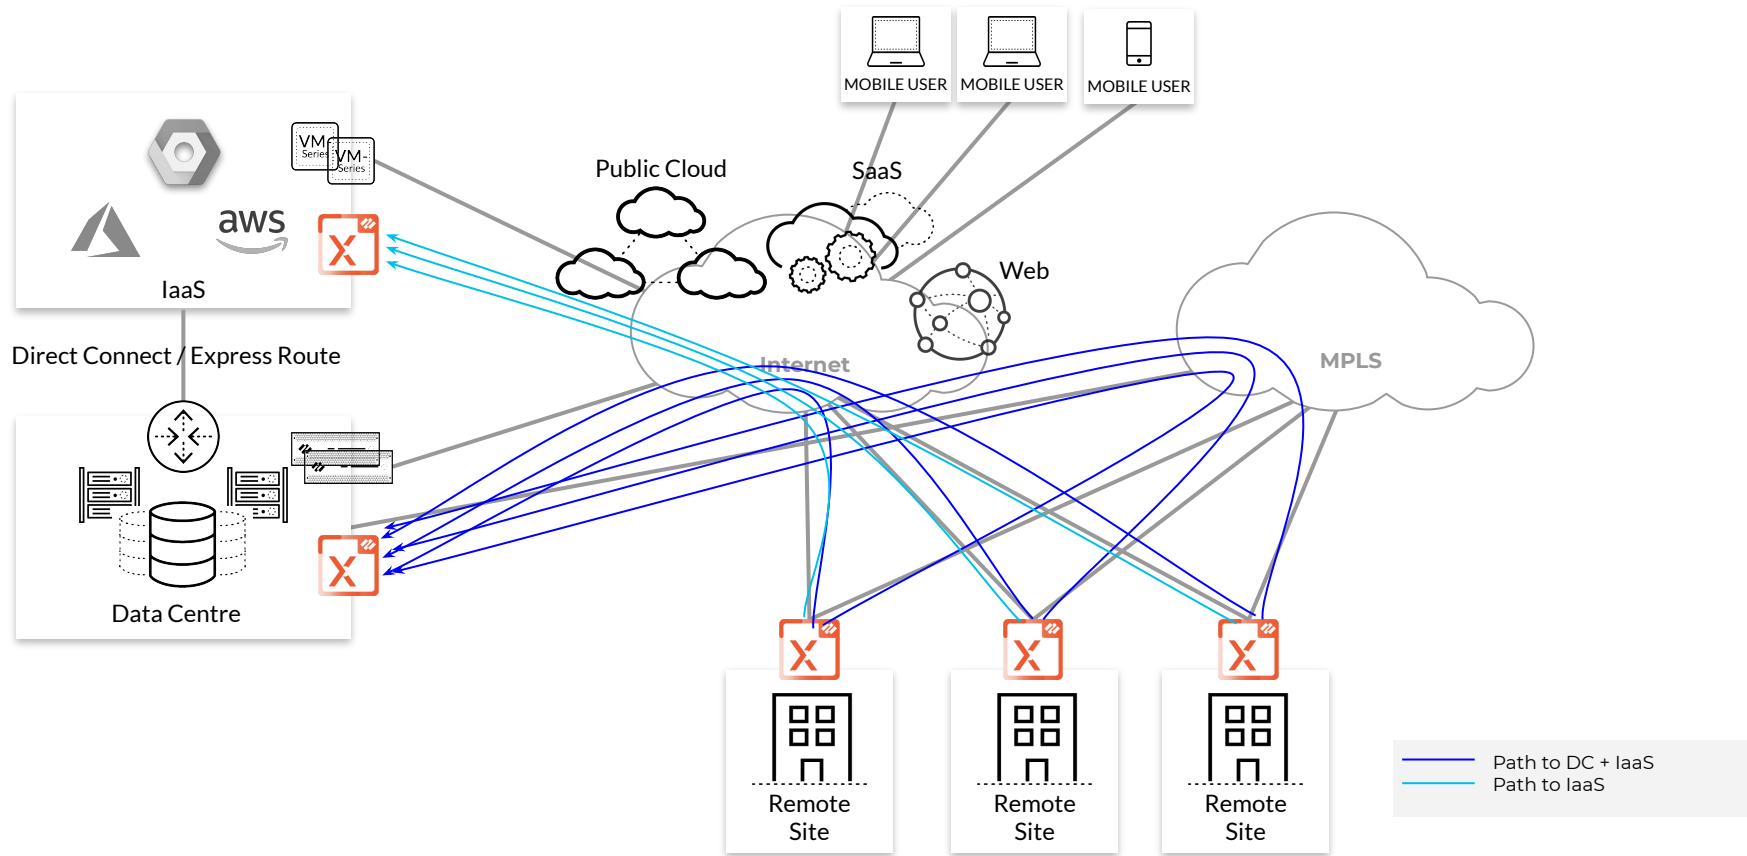 MOBILE USER
MOBILE USER
MOBILE USER
VM-
Series
VM-
Series
Public Cloud
SaaS
aws
X
Web
IaaS
Direct Connect / Express Route
Internet
MPLS
X
Data Centre
X
X
X
Remote
Site
Remote
Site
Remote
Site
Path to DC + IaaS
Path to IaaS